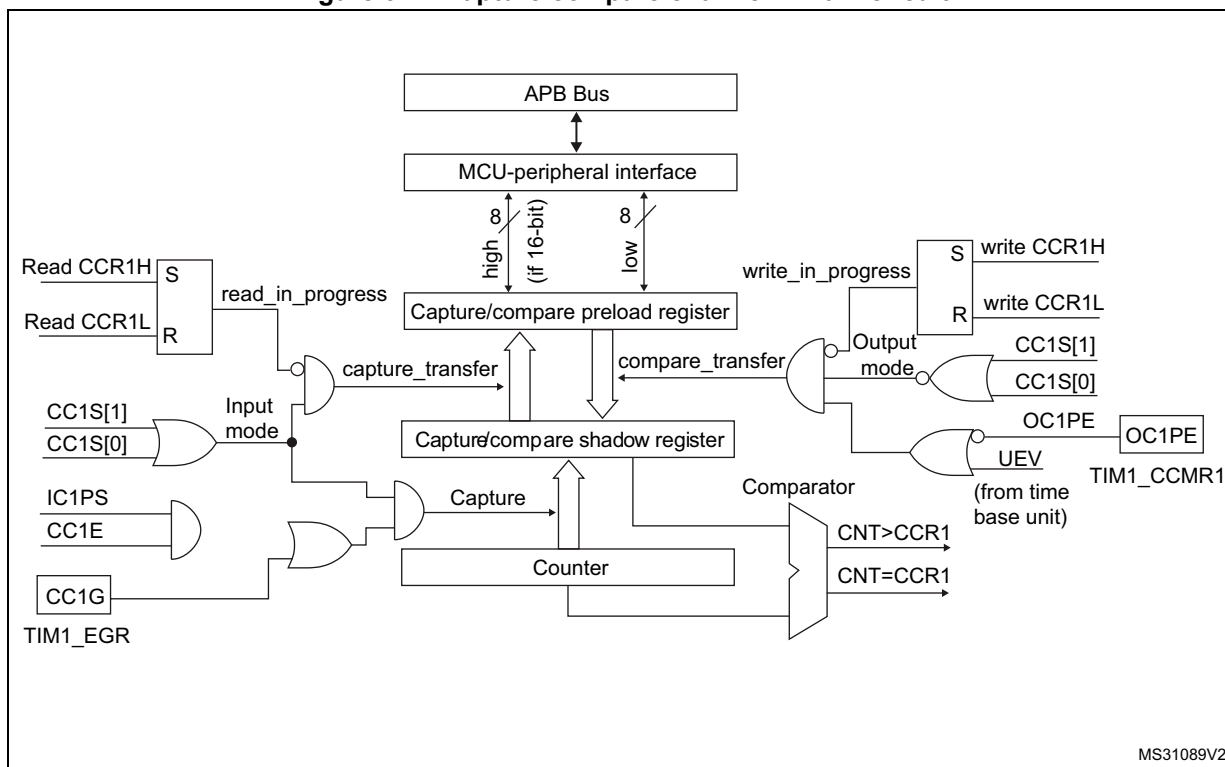 APB Bus
MCU-peripheral interface
8
high
(if 16-bit)
8
low
Read CCR1H
S
read_in_progress
Read CCR1L
R
write_in_progress
S
write CCR1H
R
write CCR1L
Capture/compare preload register
capture_transfer
compare_transfer
Output
mode
CC1S[1]
CC1S[0]
CC1S[1]
CC1S[0]
Input
mode
Capture/compare shadow register
OC1PE
OC1PE
UEV
TIM1_CCMR1
(from time
base unit)
IC1PS
CC1E
Capture
Comparator
CNT>CCR1
Counter
CNT=CCR1
CC1G
TIM1_EGR
MS31089V2